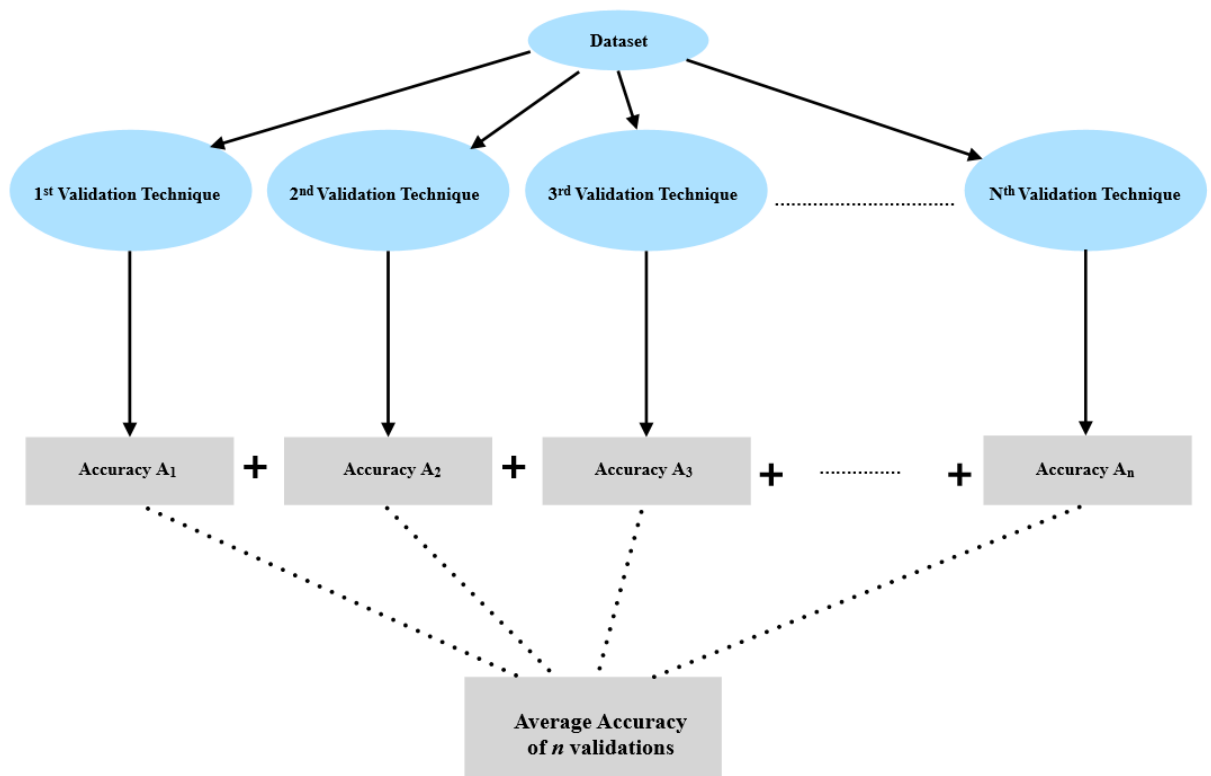 Dataset
1st Validation Technique
2nd Validation Technique
3rd Validation Technique
........................................
Nth Validation Technique
Accuracy A1
+
Accuracy A2
+
Accuracy A3
+
..................
+
Accuracy An
Average Accuracy
of n validations